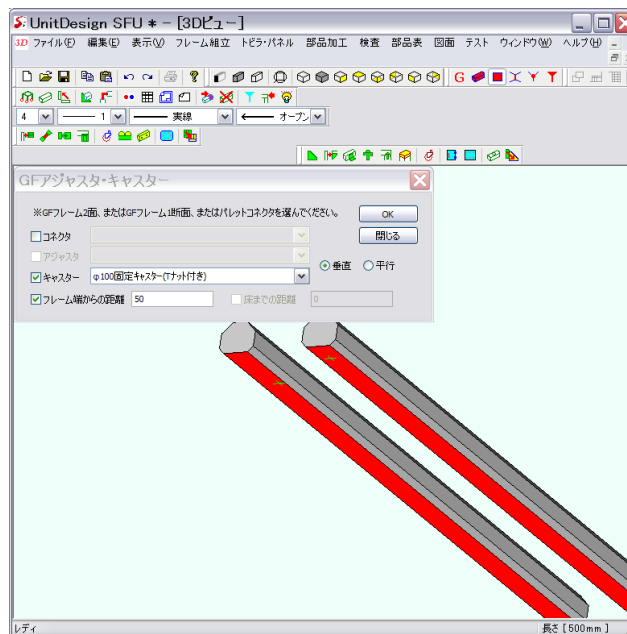 UnitDesign SFU * - [3Dビュー]
3D ファイル(F) 編集(E) 表示(V) フレーム組立 トビラ・パネル 部品加工 検査 部品表 図面 テスト ウィンドウ(W) ヘルプ(H)
4 1 実線 オープン
GFアジャスタ・キャスター
※GFフレーム2面、またはGFフレーム1断面、またはパレットコネクタを選んでください。 OK
コネクタ 閉じる
アジャスタ 垂直 平行
キャスター φ100固定キャスター(Tナット付き)
フレーム端からの距離 50 床までの距離 0
レディ 長さ [500mm]